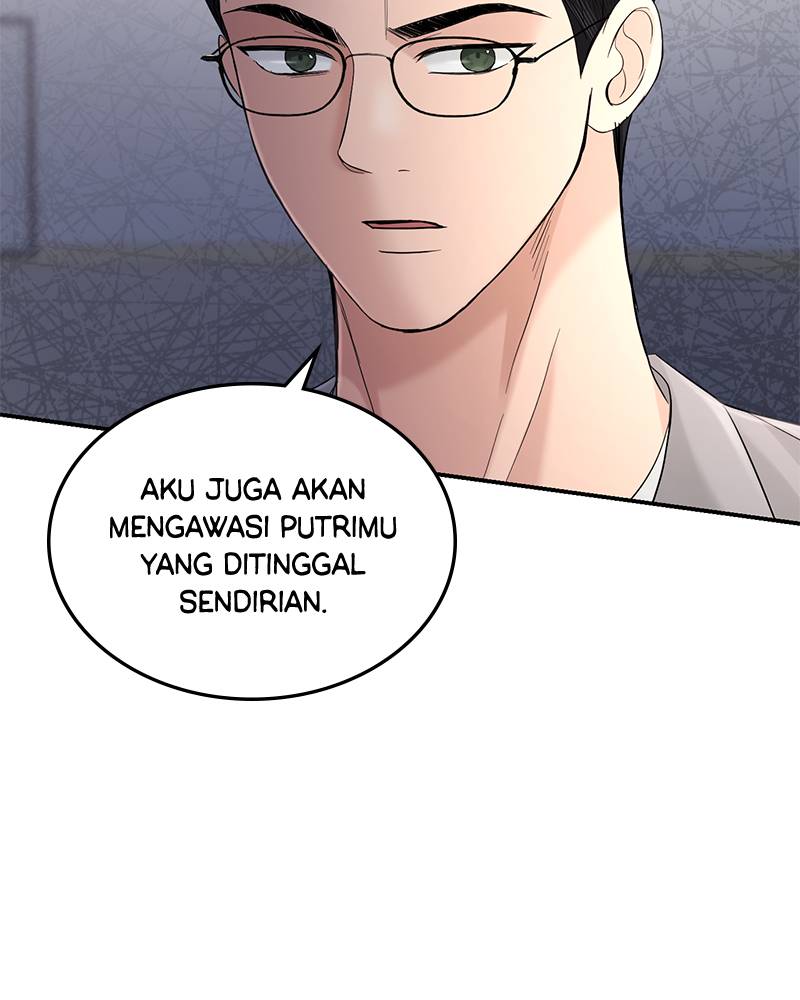 AKU JUGA AKAN
MENGAWASI PUTRIMU
YANG DITINGGAL
SENDIRIAN.